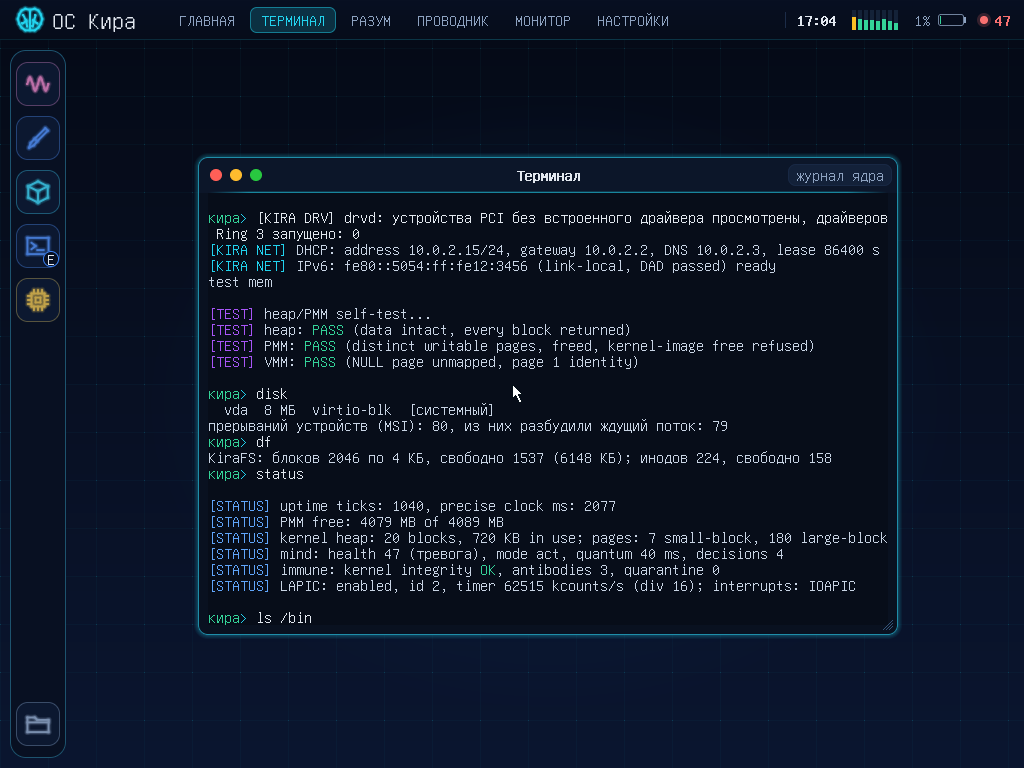 ОС Кира
ГЛАВНАЯ ТЕРМИНАЛ РАЗУМ ПРОВОДНИК МОНИТОР НАСТРОЙКИ
17:04 1% 47
E
Терминал
журнал ядра
кира> [KIRA DRV] drvd: устройства PCI без встроенного драйвера просмотрены, драйверов
Ring 3 запущено: 0
[KIRA NET] DHCP: address 10.0.2.15/24, gateway 10.0.2.2, DNS 10.0.2.3, lease 86400 s
[KIRA NET] IPv6: fe80::5054:ff:fe12:3456 (link-local, DAD passed) ready
test mem
[TEST] heap/PMM self-test...
[TEST] heap: PASS (data intact, every block returned)
[TEST] PMM: PASS (distinct writable pages, freed, kernel-image free refused)
[TEST] VMM: PASS (NULL page unmapped, page 1 identity)
кира> disk
vda 8 МБ virtio-blk [системный]
прерываний устройств (MSI): 80, из них разбудили ждущий поток: 79
кира> df
KiraFS: блоков 2046 по 4 КБ, свободно 1537 (6148 КБ); инодов 224, свободно 158
кира> status
[STATUS] uptime ticks: 1040, precise clock ms: 2077
[STATUS] PMM free: 4079 MB of 4089 MB
[STATUS] kernel heap: 20 blocks, 720 KB in use; pages: 7 small-block, 180 large-block
[STATUS] mind: health 47 (тревога), mode act, quantum 40 ms, decisions 4
[STATUS] immune: kernel integrity OK, antibodies 3, quarantine 0
[STATUS] LAPIC: enabled, id 2, timer 62515 kcounts/s (div 16); interrupts: IOAPIC
кира> ls /bin